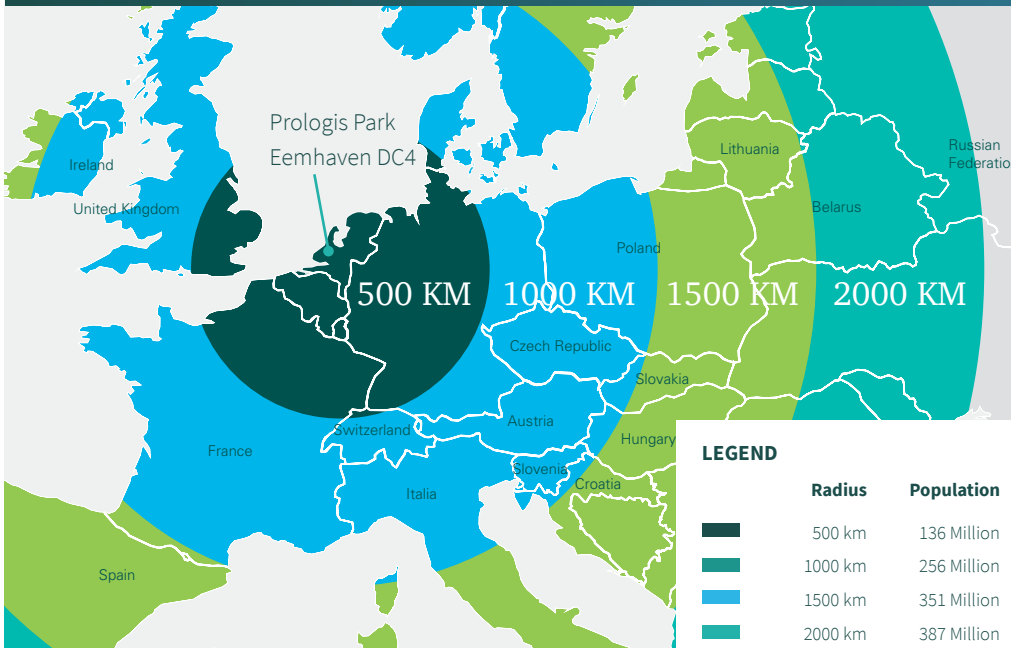 Prologis Park
Eemhaven DC4
Ireland
United Kingdom
Lithuania
Russian
Federatio
Belarus
Poland
500 KM
1000 KM
1500 KM
2000 KM
Czech Republic
Slovakia
Austria
Switzerland
France
Hungary
Slovenia
Croatia
Italia
Spain
LEGEND
Radius Population
500 km 136 Million
1000 km 256 Million
1500 km 351 Million
2000 km 387 Million